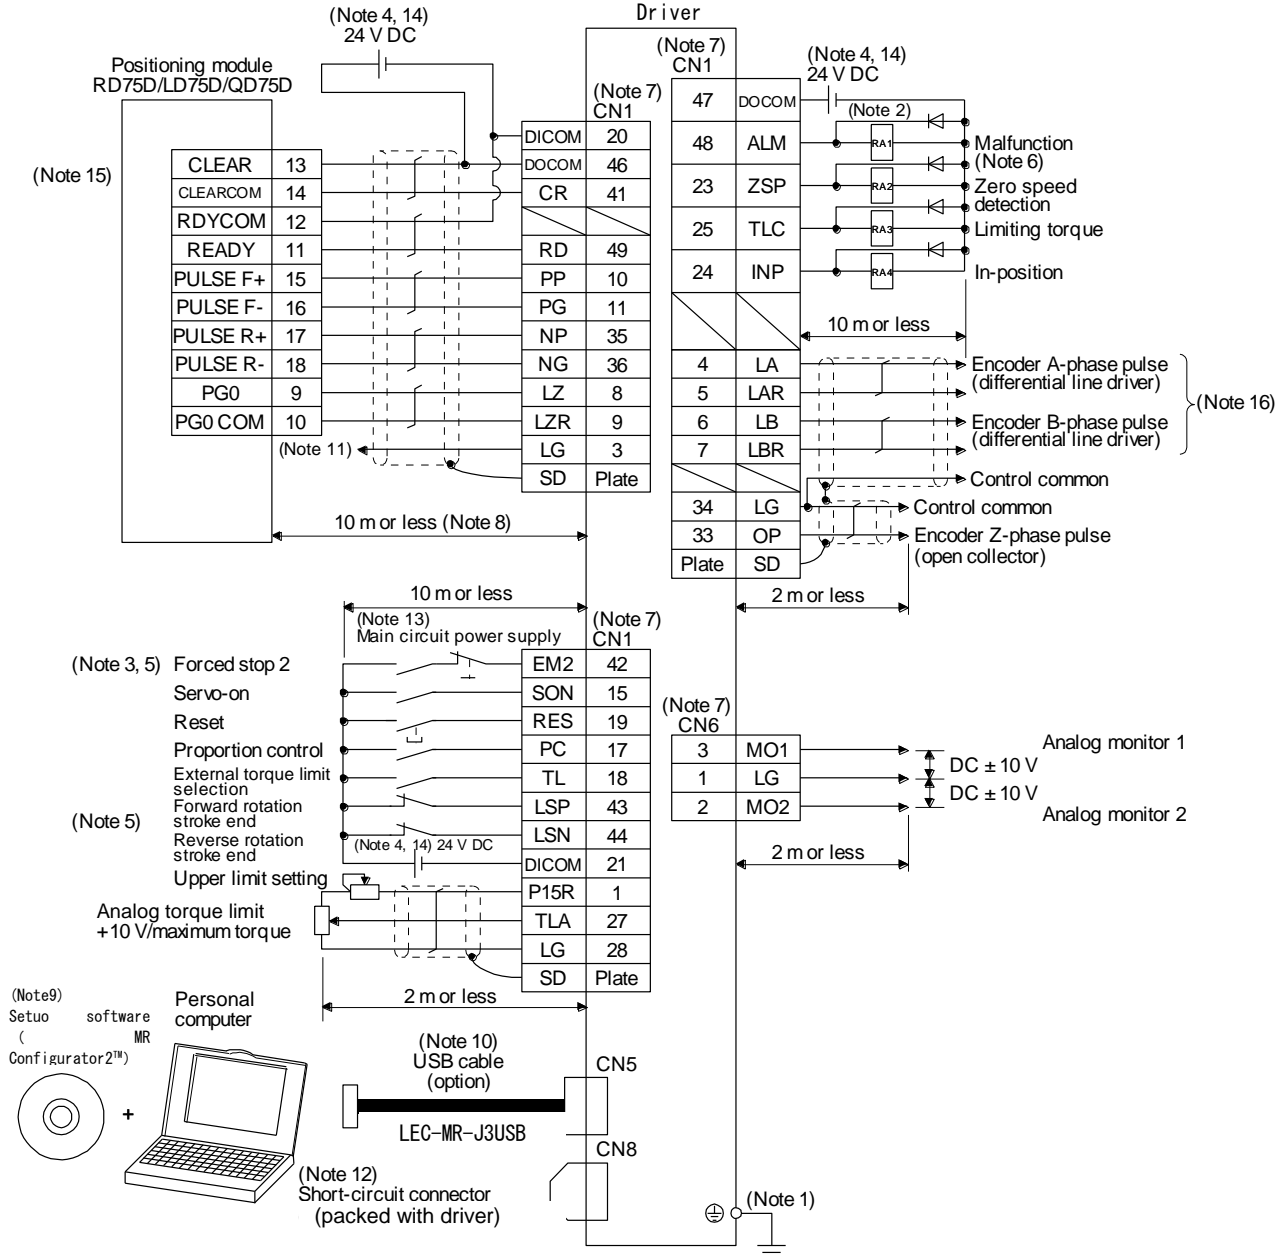 Driver
(Note 4, 14)
24 V DC
Positioning module
RD75D/LD75D/QD75D
(Note 7)
CN1
(Note 15)
DICOM 20
CLEAR 13 DOCOM 46
CLEARCOM 14 CR 41
RDYCOM 12
READY 11 RD 49
PULSE F+ 15 PP 10
PULSE F- 16 PG 11
PULSE R+ 17 NP 35
PULSE R- 18 NG 36
PG0 9 LZ 8
PG0 COM 10 LZR 9
(Note 11) LG 3
SD Plate
10 m or less (Note 8)
(Note 7)
CN1
(Note 4, 14)
24 V DC
47 DOCOM
(Note 2)
48 ALM RA1 Malfunction
(Note 6)
23 ZSP RA2 Zero speed
detection
25 TLC RA3 Limiting torque
24 INP RA4 In-position
10 m or less
4 LA Encoder A-phase pulse
(differential line driver)
5 LAR
(Note 16)
6 LB Encoder B-phase pulse
(differential line driver)
7 LBR
Control common
34 LG Control common
33 OP Encoder Z-phase pulse
(open collector)
Plate SD
2 m or less
10 m or less
(Note 13)
Main circuit power supply
(Note 7)
CN1
(Note 3, 5) Forced stop 2 EM2 42
Servo-on SON 15
Reset RES 19
Proportion control PC 17
External torque limit
selection TL 18
(Note 5)
Forward rotation
stroke end LSP 43
Reverse rotation
stroke end LSN 44
(Note 4, 14) 24 V DC
DICOM 21
Upper limit setting P15R 1
Analog torque limit
+10 V/maximum torque TLA 27
LG 28
SD Plate
2 m or less
(Note 7)
CN6
3 MO1 Analog monitor 1
DC ± 10 V
1 LG
DC ± 10 V
2 MO2 Analog monitor 2
2 m or less
(Note9)
Setuo software
( MR
Configurator2™)
+
Personal
computer
(Note 10)
USB cable
(option)
CN5
LEC-MR-J3USB
CN8
(Note 12)
Short-circuit connector
(packed with driver)
(Note 1)